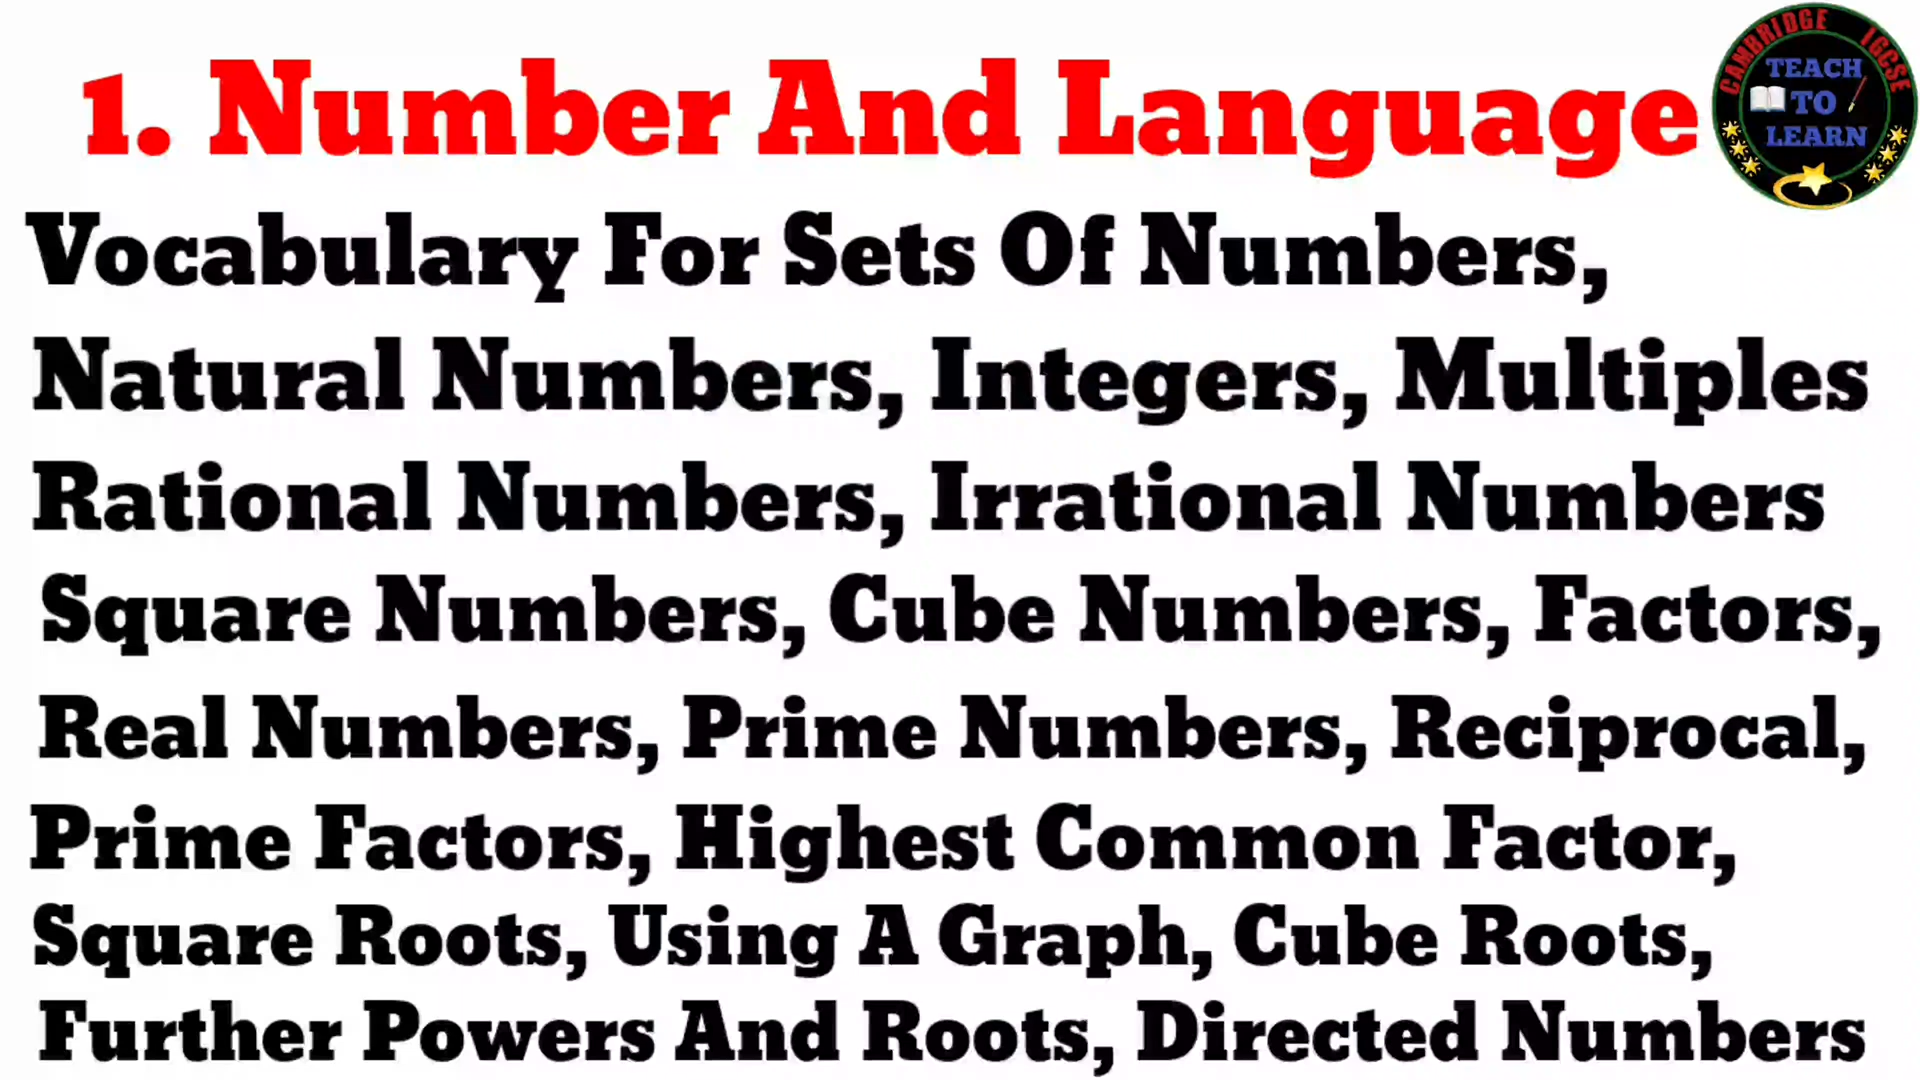 1. Number And Language
CAMBRIDGE IGCSE
TEACH
TO
LEARN
Vocabulary For Sets Of Numbers,
Natural Numbers, Integers, Multiples
Rational Numbers, Irrational Numbers
Square Numbers, Cube Numbers, Factors,
Real Numbers, Prime Numbers, Reciprocal,
Prime Factors, Highest Common Factor,
Square Roots, Using A Graph, Cube Roots,
Further Powers And Roots, Directed Numbers